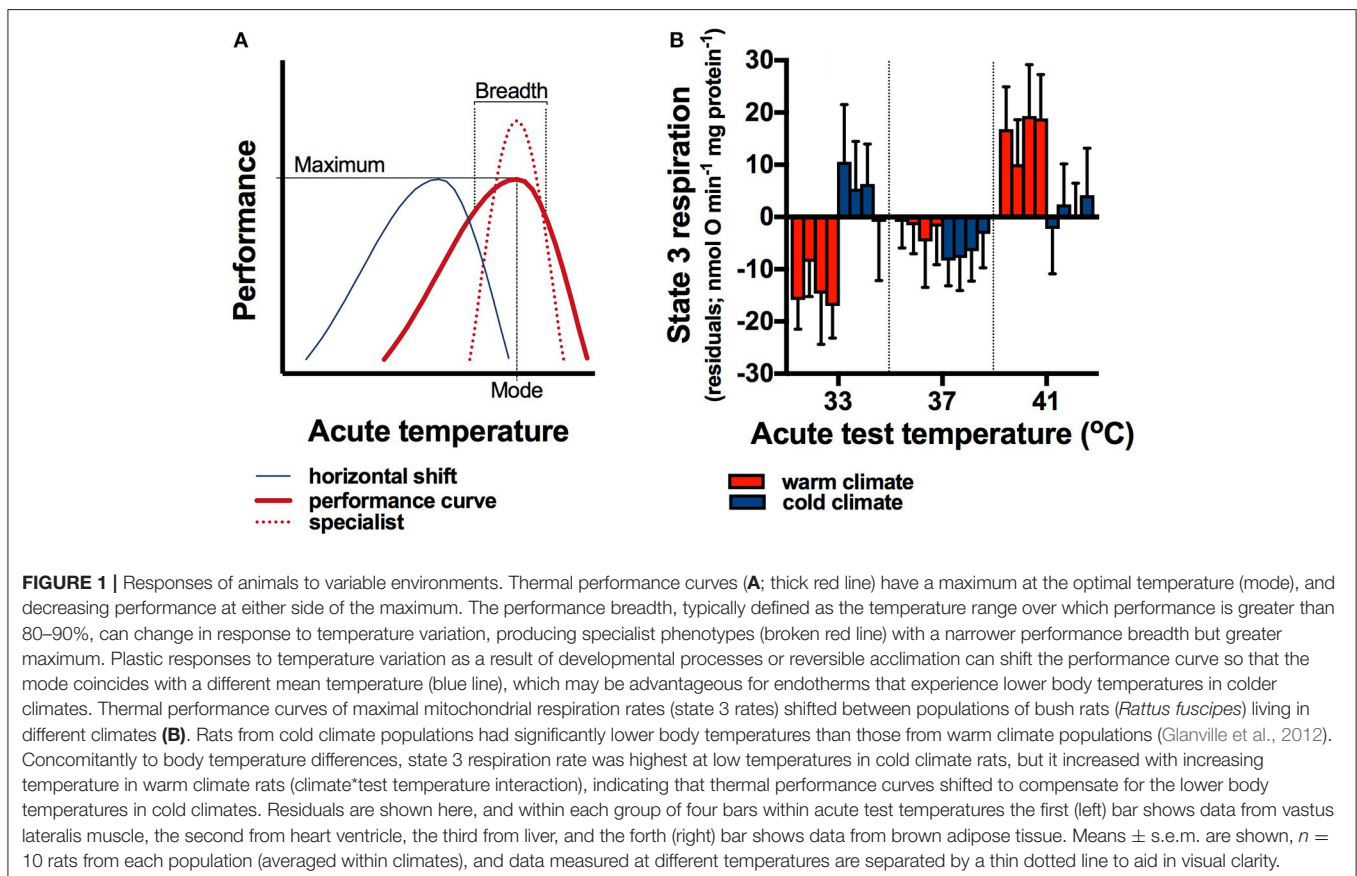 A
Performance
Breadth
Maximum
Mode
Acute temperature
horizontal shift
performance curve
specialist
B
State 3 respiration
(residuals; nmol O min⁻¹ mg protein⁻¹)
30
20
10
0
-10
-20
-30
33 37 41
Acute test temperature (ºC)
warm climate
cold climate
FIGURE 1 | Responses of animals to variable environments. Thermal performance curves (A; thick red line) have a maximum at the optimal temperature (mode), and
decreasing performance at either side of the maximum. The performance breadth, typically defined as the temperature range over which performance is greater than
80–90%, can change in response to temperature variation, producing specialist phenotypes (broken red line) with a narrower performance breadth but greater
maximum. Plastic responses to temperature variation as a result of developmental processes or reversible acclimation can shift the performance curve so that the
mode coincides with a different mean temperature (blue line), which may be advantageous for endotherms that experience lower body temperatures in colder
climates. Thermal performance curves of maximal mitochondrial respiration rates (state 3 rates) shifted between populations of bush rats (Rattus fuscipes) living in
different climates (B). Rats from cold climate populations had significantly lower body temperatures than those from warm climate populations (Glanville et al., 2012).
Concomitantly to body temperature differences, state 3 respiration rate was highest at low temperatures in cold climate rats, but it increased with increasing
temperature in warm climate rats (climate*test temperature interaction), indicating that thermal performance curves shifted to compensate for the lower body
temperatures in cold climates. Residuals are shown here, and within each group of four bars within acute test temperatures the first (left) bar shows data from vastus
lateralis muscle, the second from heart ventricle, the third from liver, and the forth (right) bar shows data from brown adipose tissue. Means ± s.e.m. are shown, n =
10 rats from each population (averaged within climates), and data measured at different temperatures are separated by a thin dotted line to aid in visual clarity.